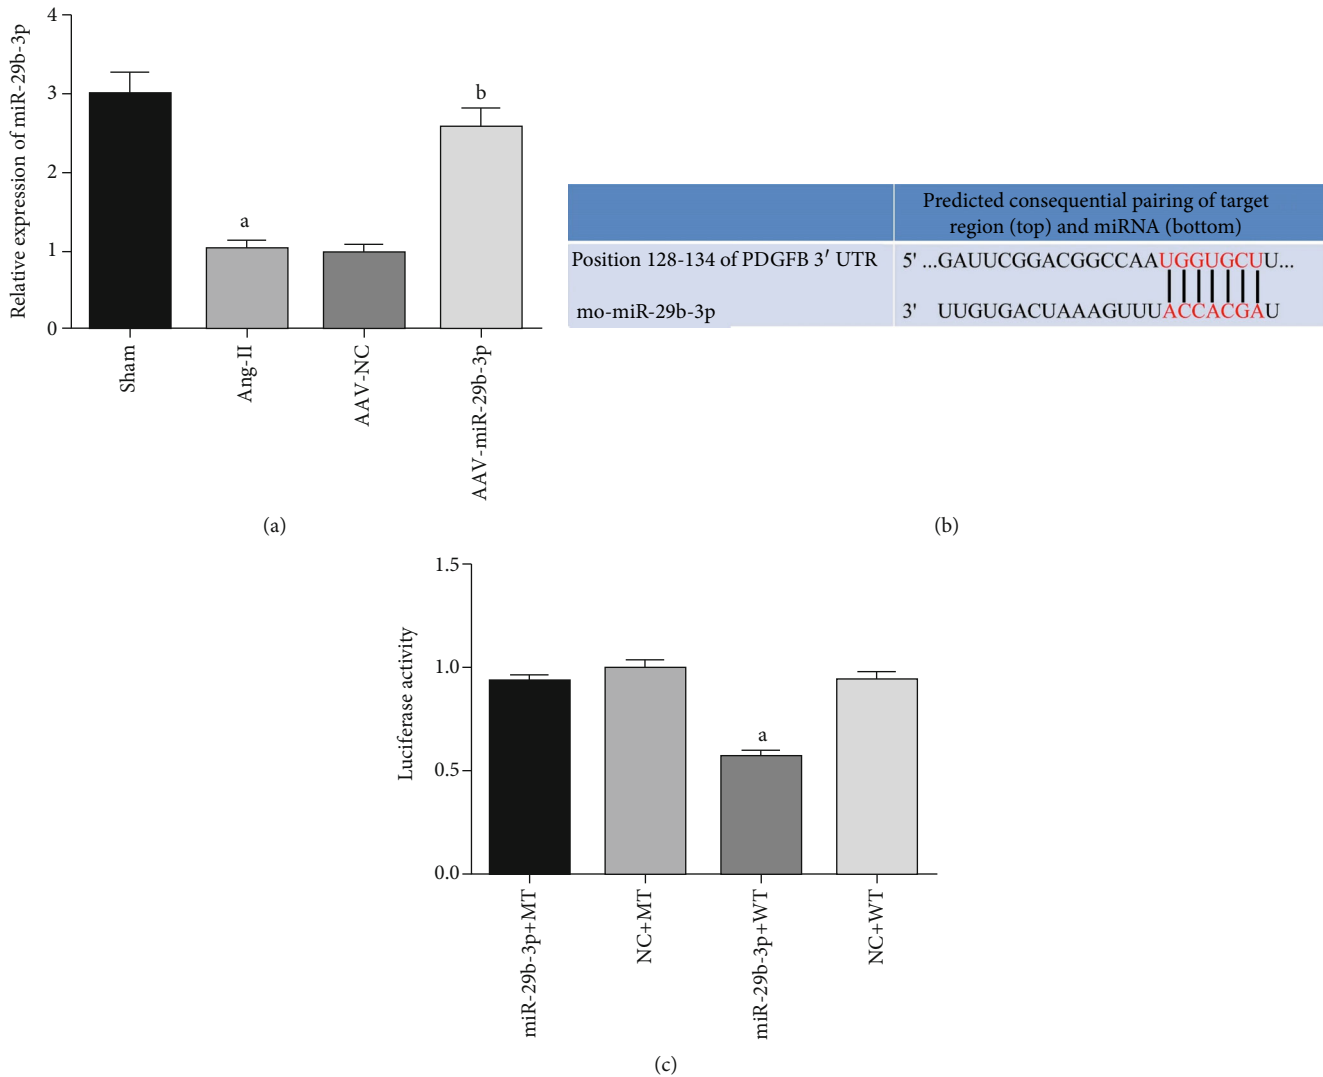 4
3
2
1
0
Relative expression of miR-29b-3p
a
b
Sham
Ang-II
AAV-NC
AAV-miR-29b-3p
(a)
Predicted consequential pairing of target
region (top) and miRNA (bottom)
Position 128-134 of PDGFB 3′ UTR
5' ...GAUUCGGACGGCCAAUGGUGCUU...
mo-miR-29b-3p
3' UUGUGACUAAAGUUUACCACGAU
(b)
1.5
1.0
0.5
0.0
Luciferase activity
a
miR-29b-3p+MT
NC+MT
miR-29b-3p+WT
NC+WT
(c)